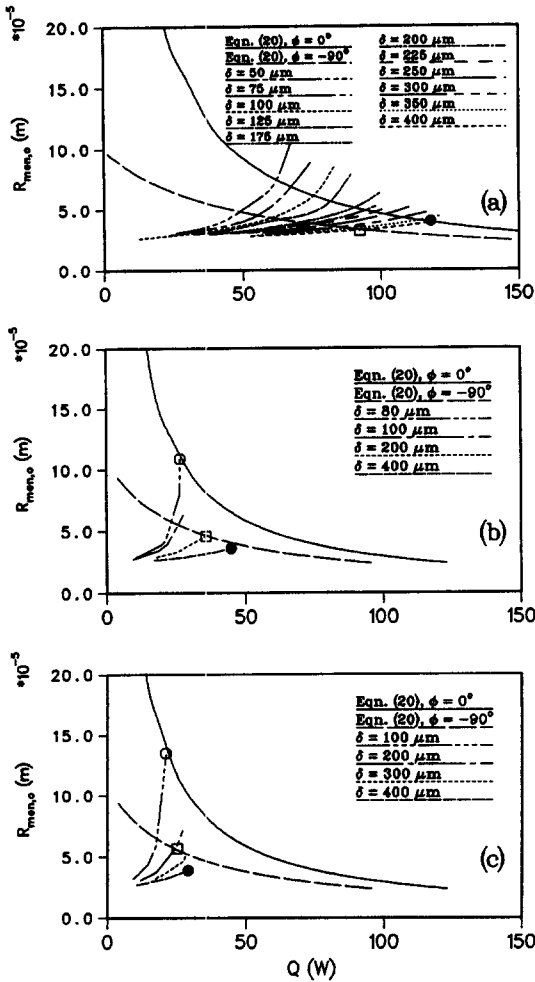 *10⁻⁵
20.0
15.0
10.0
5.0
0.0
R_men,o (m)
Eqn. (20), ϕ = 0°
Eqn. (20), ϕ = −90°
δ = 50 μm
δ = 75 μm
δ = 100 μm
δ = 125 μm
δ = 175 μm
δ = 200 μm
δ = 225 μm
δ = 250 μm
δ = 300 μm
δ = 350 μm
δ = 400 μm
(a)
0 50 100 150
*10⁻⁵
20.0
15.0
10.0
5.0
0.0
R_men,o (m)
Eqn. (20), ϕ = 0°
Eqn. (20), ϕ = −90°
δ = 80 μm
δ = 100 μm
δ = 200 μm
δ = 400 μm
(b)
0 50 100 150
*10⁻⁵
20.0
15.0
10.0
5.0
0.0
R_men,o (m)
Eqn. (20), ϕ = 0°
Eqn. (20), ϕ = −90°
δ = 100 μm
δ = 200 μm
δ = 300 μm
δ = 400 μm
(c)
0 50 100 150
Q (W)